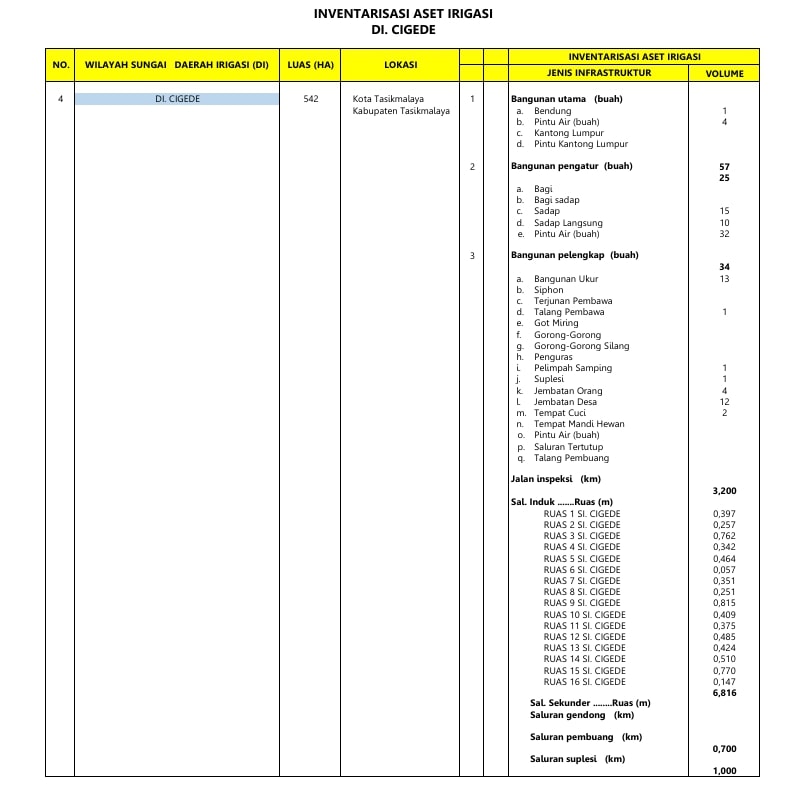 INVENTARISASI ASET IRIGASI
DI. CIGEDE
NO. WILAYAH SUNGAI DAERAH IRIGASI (DI) LUAS (HA) LOKASI INVENTARISASI ASET IRIGASI
JENIS INFRASTRUKTUR VOLUME
4 DI. CIGEDE 542 Kota Tasikmalaya 1 Bangunan utama (buah)
Kabupaten Tasikmalaya a. Bendung 1
b. Pintu Air (buah) 4
c. Kantong Lumpur
d. Pintu Kantong Lumpur
2 Bangunan pengatur (buah) 57
25
a. Bagi
b. Bagi sadap
c. Sadap 15
d. Sadap Langsung 10
e. Pintu Air (buah) 32
3 Bangunan pelengkap (buah)
34
a. Bangunan Ukur 13
b. Siphon
c. Terjunan Pembawa
d. Talang Pembawa 1
e. Got Miring
f. Gorong-Gorong
g. Gorong-Gorong Silang
h. Penguras
i. Pelimpah Samping 1
j. Suplesi 1
k. Jembatan Orang 4
l. Jembatan Desa 12
m. Tempat Cuci 2
n. Tempat Mandi Hewan
o. Pintu Air (buah)
p. Saluran Tertutup
q. Talang Pembuang
Jalan inspeksi (km)
3,200
Sal. Induk .......Ruas (m)
RUAS 1 SI. CIGEDE 0,397
RUAS 2 SI. CIGEDE 0,257
RUAS 3 SI. CIGEDE 0,762
RUAS 4 SI. CIGEDE 0,342
RUAS 5 SI. CIGEDE 0,464
RUAS 6 SI. CIGEDE 0,057
RUAS 7 SI. CIGEDE 0,351
RUAS 8 SI. CIGEDE 0,251
RUAS 9 SI. CIGEDE 0,815
RUAS 10 SI. CIGEDE 0,409
RUAS 11 SI. CIGEDE 0,375
RUAS 12 SI. CIGEDE 0,485
RUAS 13 SI. CIGEDE 0,424
RUAS 14 SI. CIGEDE 0,510
RUAS 15 SI. CIGEDE 0,770
RUAS 16 SI. CIGEDE 0,147
6,816
Sal. Sekunder ........Ruas (m)
Saluran gendong (km)
Saluran pembuang (km)
0,700
Saluran suplesi (km)
1,000